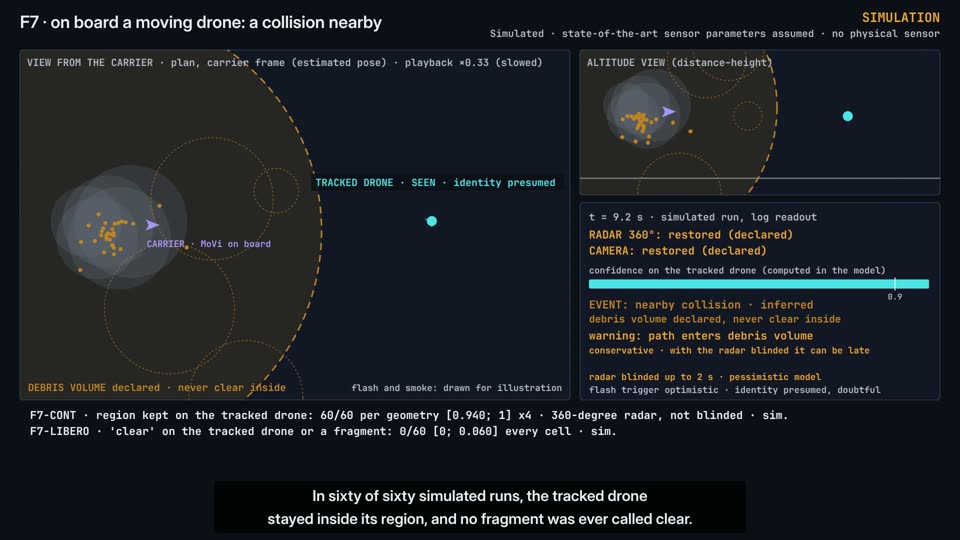 F7 · on board a moving drone: a collision nearby
SIMULATION
Simulated · state-of-the-art sensor parameters assumed · no physical sensor
VIEW FROM THE CARRIER · plan, carrier frame (estimated pose) · playback ×0.33 (slowed)
TRACKED DRONE · SEEN · identity presumed
CARRIER · MoVi on board
DEBRIS VOLUME declared · never clear inside
flash and smoke: drawn for illustration
ALTITUDE VIEW (distance-height)
t = 9.2 s · simulated run, log readout
RADAR 360°: restored (declared)
CAMERA: restored (declared)
confidence on the tracked drone (computed in the model)
0.9
EVENT: nearby collision · inferred
debris volume declared, never clear inside
warning: path enters debris volume
conservative · with the radar blinded it can be late
radar blinded up to 2 s · pessimistic model
flash trigger optimistic · identity presumed, doubtful
F7-CONT · region kept on the tracked drone: 60/60 per geometry [0.940; 1] x4 · 360-degree radar, not blinded · sim.
F7-LIBERO · 'clear' on the tracked drone or a fragment: 0/60 [0; 0.060] every cell · sim.
In sixty of sixty simulated runs, the tracked drone
stayed inside its region, and no fragment was ever called clear.